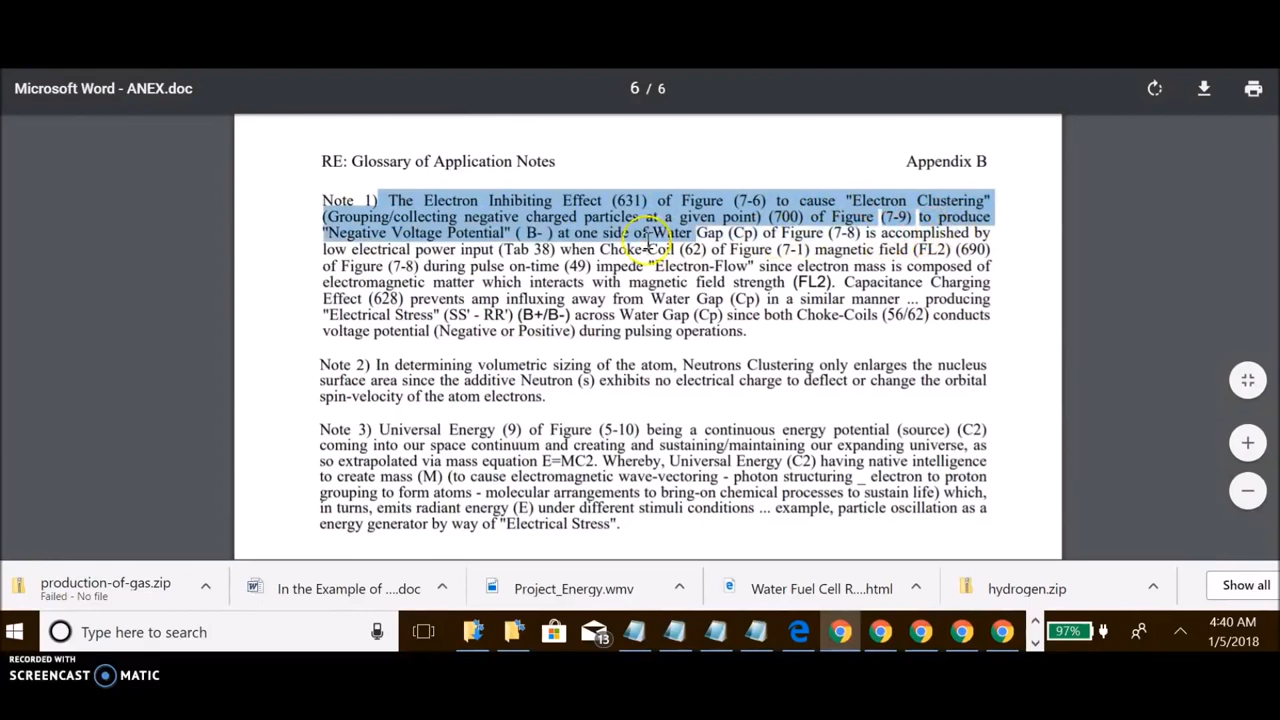 Microsoft Word - ANEX.doc
6 / 6
RE: Glossary of Application Notes Appendix B
Note 1) The Electron Inhibiting Effect (631) of Figure (7-6) to cause "Electron Clustering"
(Grouping/collecting negative charged particles at a given point) (700) of Figure (7-9) to produce
"Negative Voltage Potential" ( B- ) at one side of Water Gap (Cp) of Figure (7-8) is accomplished by
low electrical power input (Tab 38) when Choke-Coil (62) of Figure (7-1) magnetic field (FL2) (690)
of Figure (7-8) during pulse on-time (49) impede "Electron-Flow" since electron mass is composed of
electromagnetic matter which interacts with magnetic field strength (FL2). Capacitance Charging
Effect (628) prevents amp influxing away from Water Gap (Cp) in a similar manner ... producing
"Electrical Stress" (SS' - RR') (B+/B-) across Water Gap (Cp) since both Choke-Coils (56/62) conducts
voltage potential (Negative or Positive) during pulsing operations.
Note 2) In determining volumetric sizing of the atom, Neutrons Clustering only enlarges the nucleus
surface area since the additive Neutron (s) exhibits no electrical charge to deflect or change the orbital
spin-velocity of the atom electrons.
Note 3) Universal Energy (9) of Figure (5-10) being a continuous energy potential (source) (C2)
coming into our space continuum and creating and sustaining/maintaining our expanding universe, as
so extrapolated via mass equation E=MC2. Whereby, Universal Energy (C2) having native intelligence
to create mass (M) (to cause electromagnetic wave-vectoring - photon structuring _ electron to proton
grouping to form atoms - molecular arrangements to bring-on chemical processes to sustain life) which,
in turns, emits radiant energy (E) under different stimuli conditions ... example, particle oscillation as a
energy generator by way of "Electrical Stress".
production-of-gas.zip
Failed - No file
In the Example of ....doc
Project_Energy.wmv
Water Fuel Cell R....html
hydrogen.zip
Show all
Type here to search
13
97%
4:40 AM
1/5/2018
RECORDED WITH
SCREENCAST MATIC